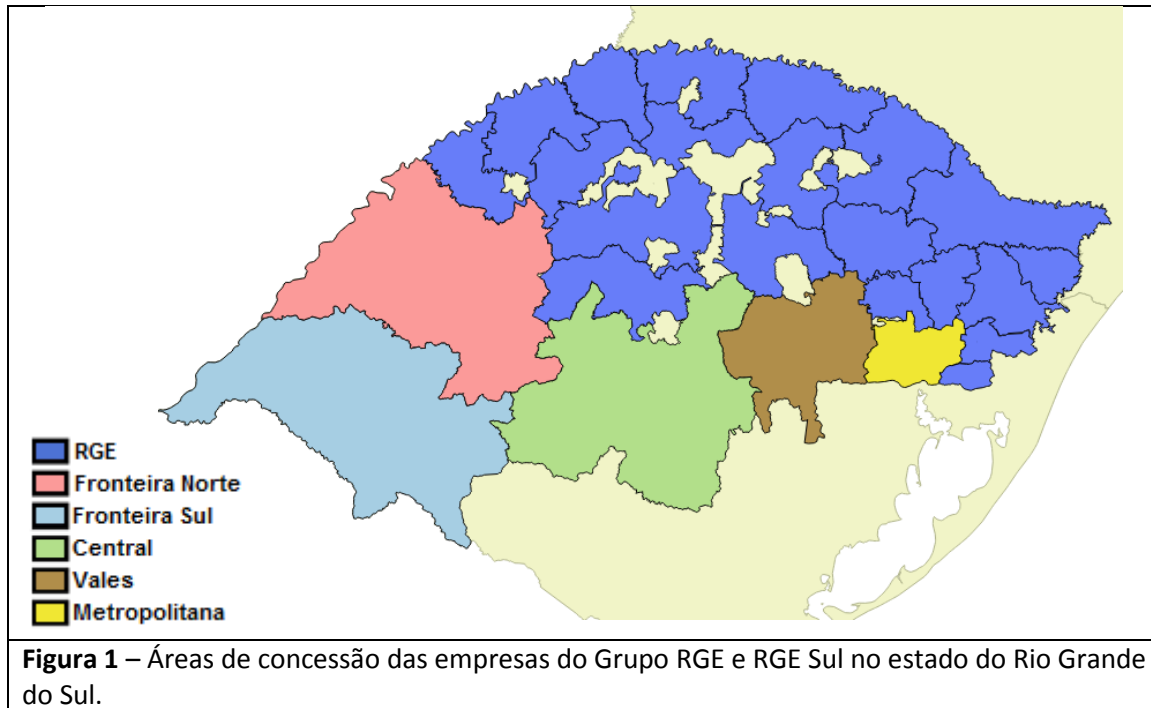 RGE
Fronteira Norte
Fronteira Sul
Central
Vales
Metropolitana
Figura 1 – Áreas de concessão das empresas do Grupo RGE e RGE Sul no estado do Rio Grande
do Sul.